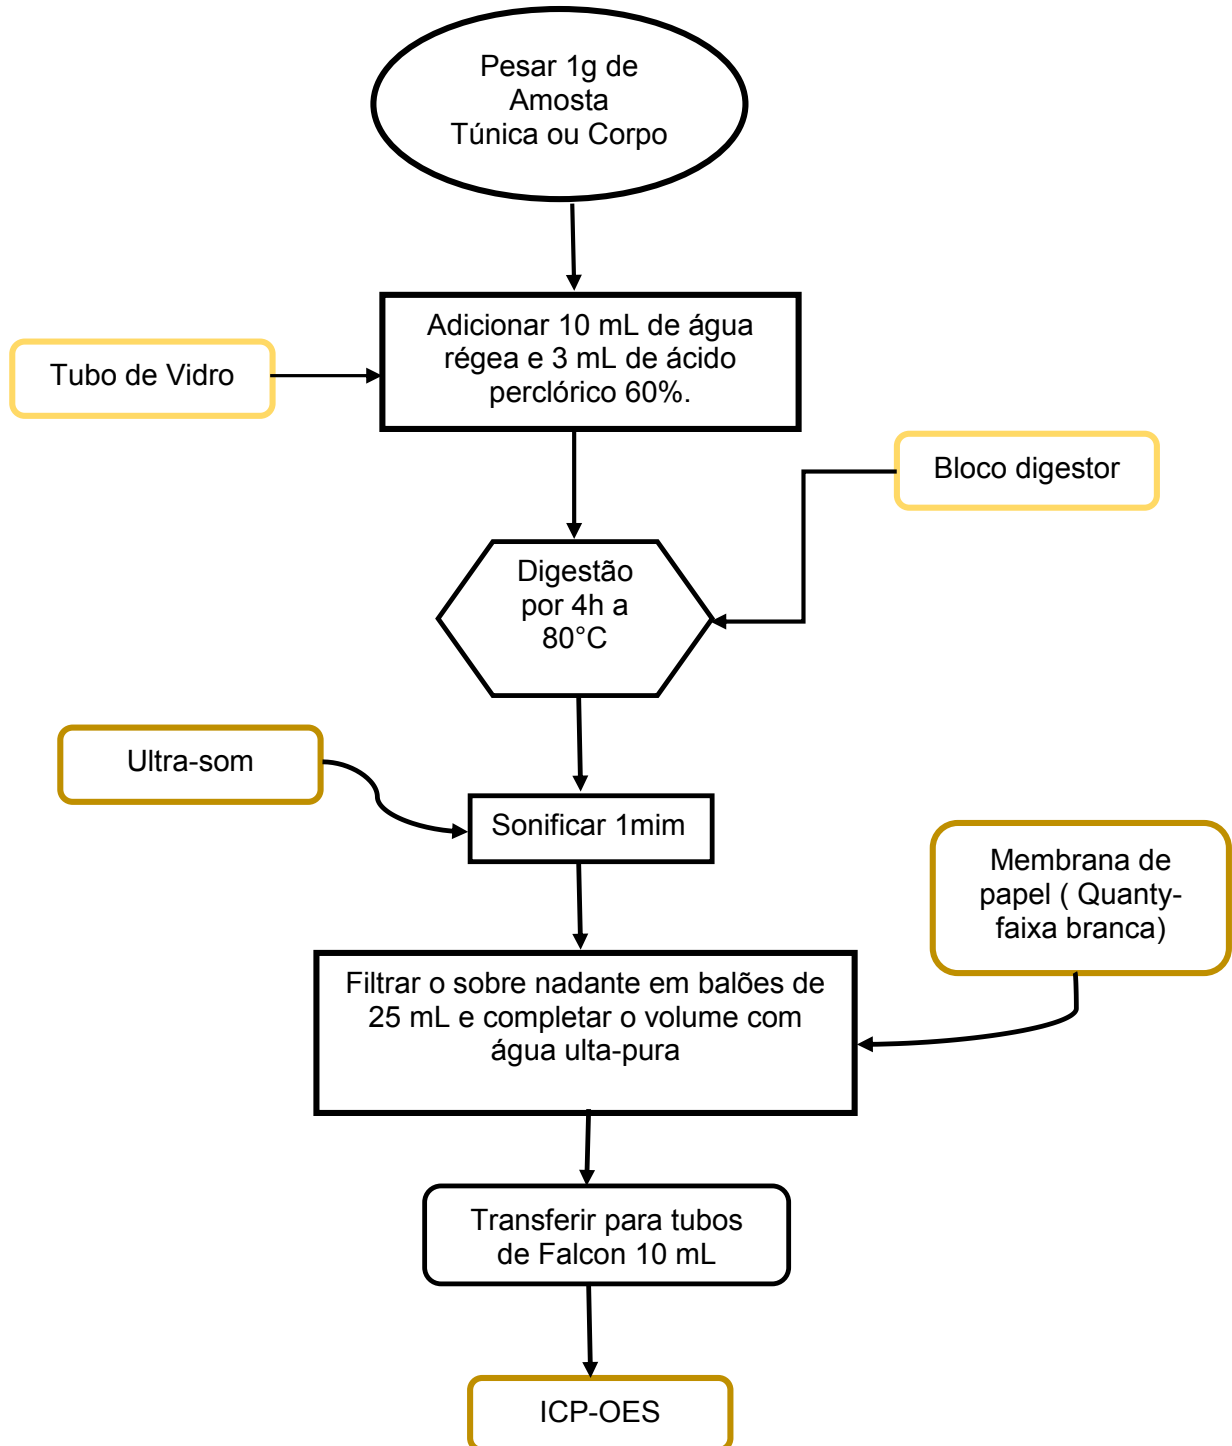 Pesar 1g de
Amosta
Túnica ou Corpo
Adicionar 10 mL de água
régea e 3 mL de ácido
perclórico 60%.
Tubo de Vidro
Bloco digestor
Digestão
por 4h a
80°C
Ultra-som
Sonificar 1mim
Membrana de
papel ( Quanty-
faixa branca)
Filtrar o sobre nadante em balões de
25 mL e completar o volume com
água ulta-pura
Transferir para tubos
de Falcon 10 mL
ICP-OES